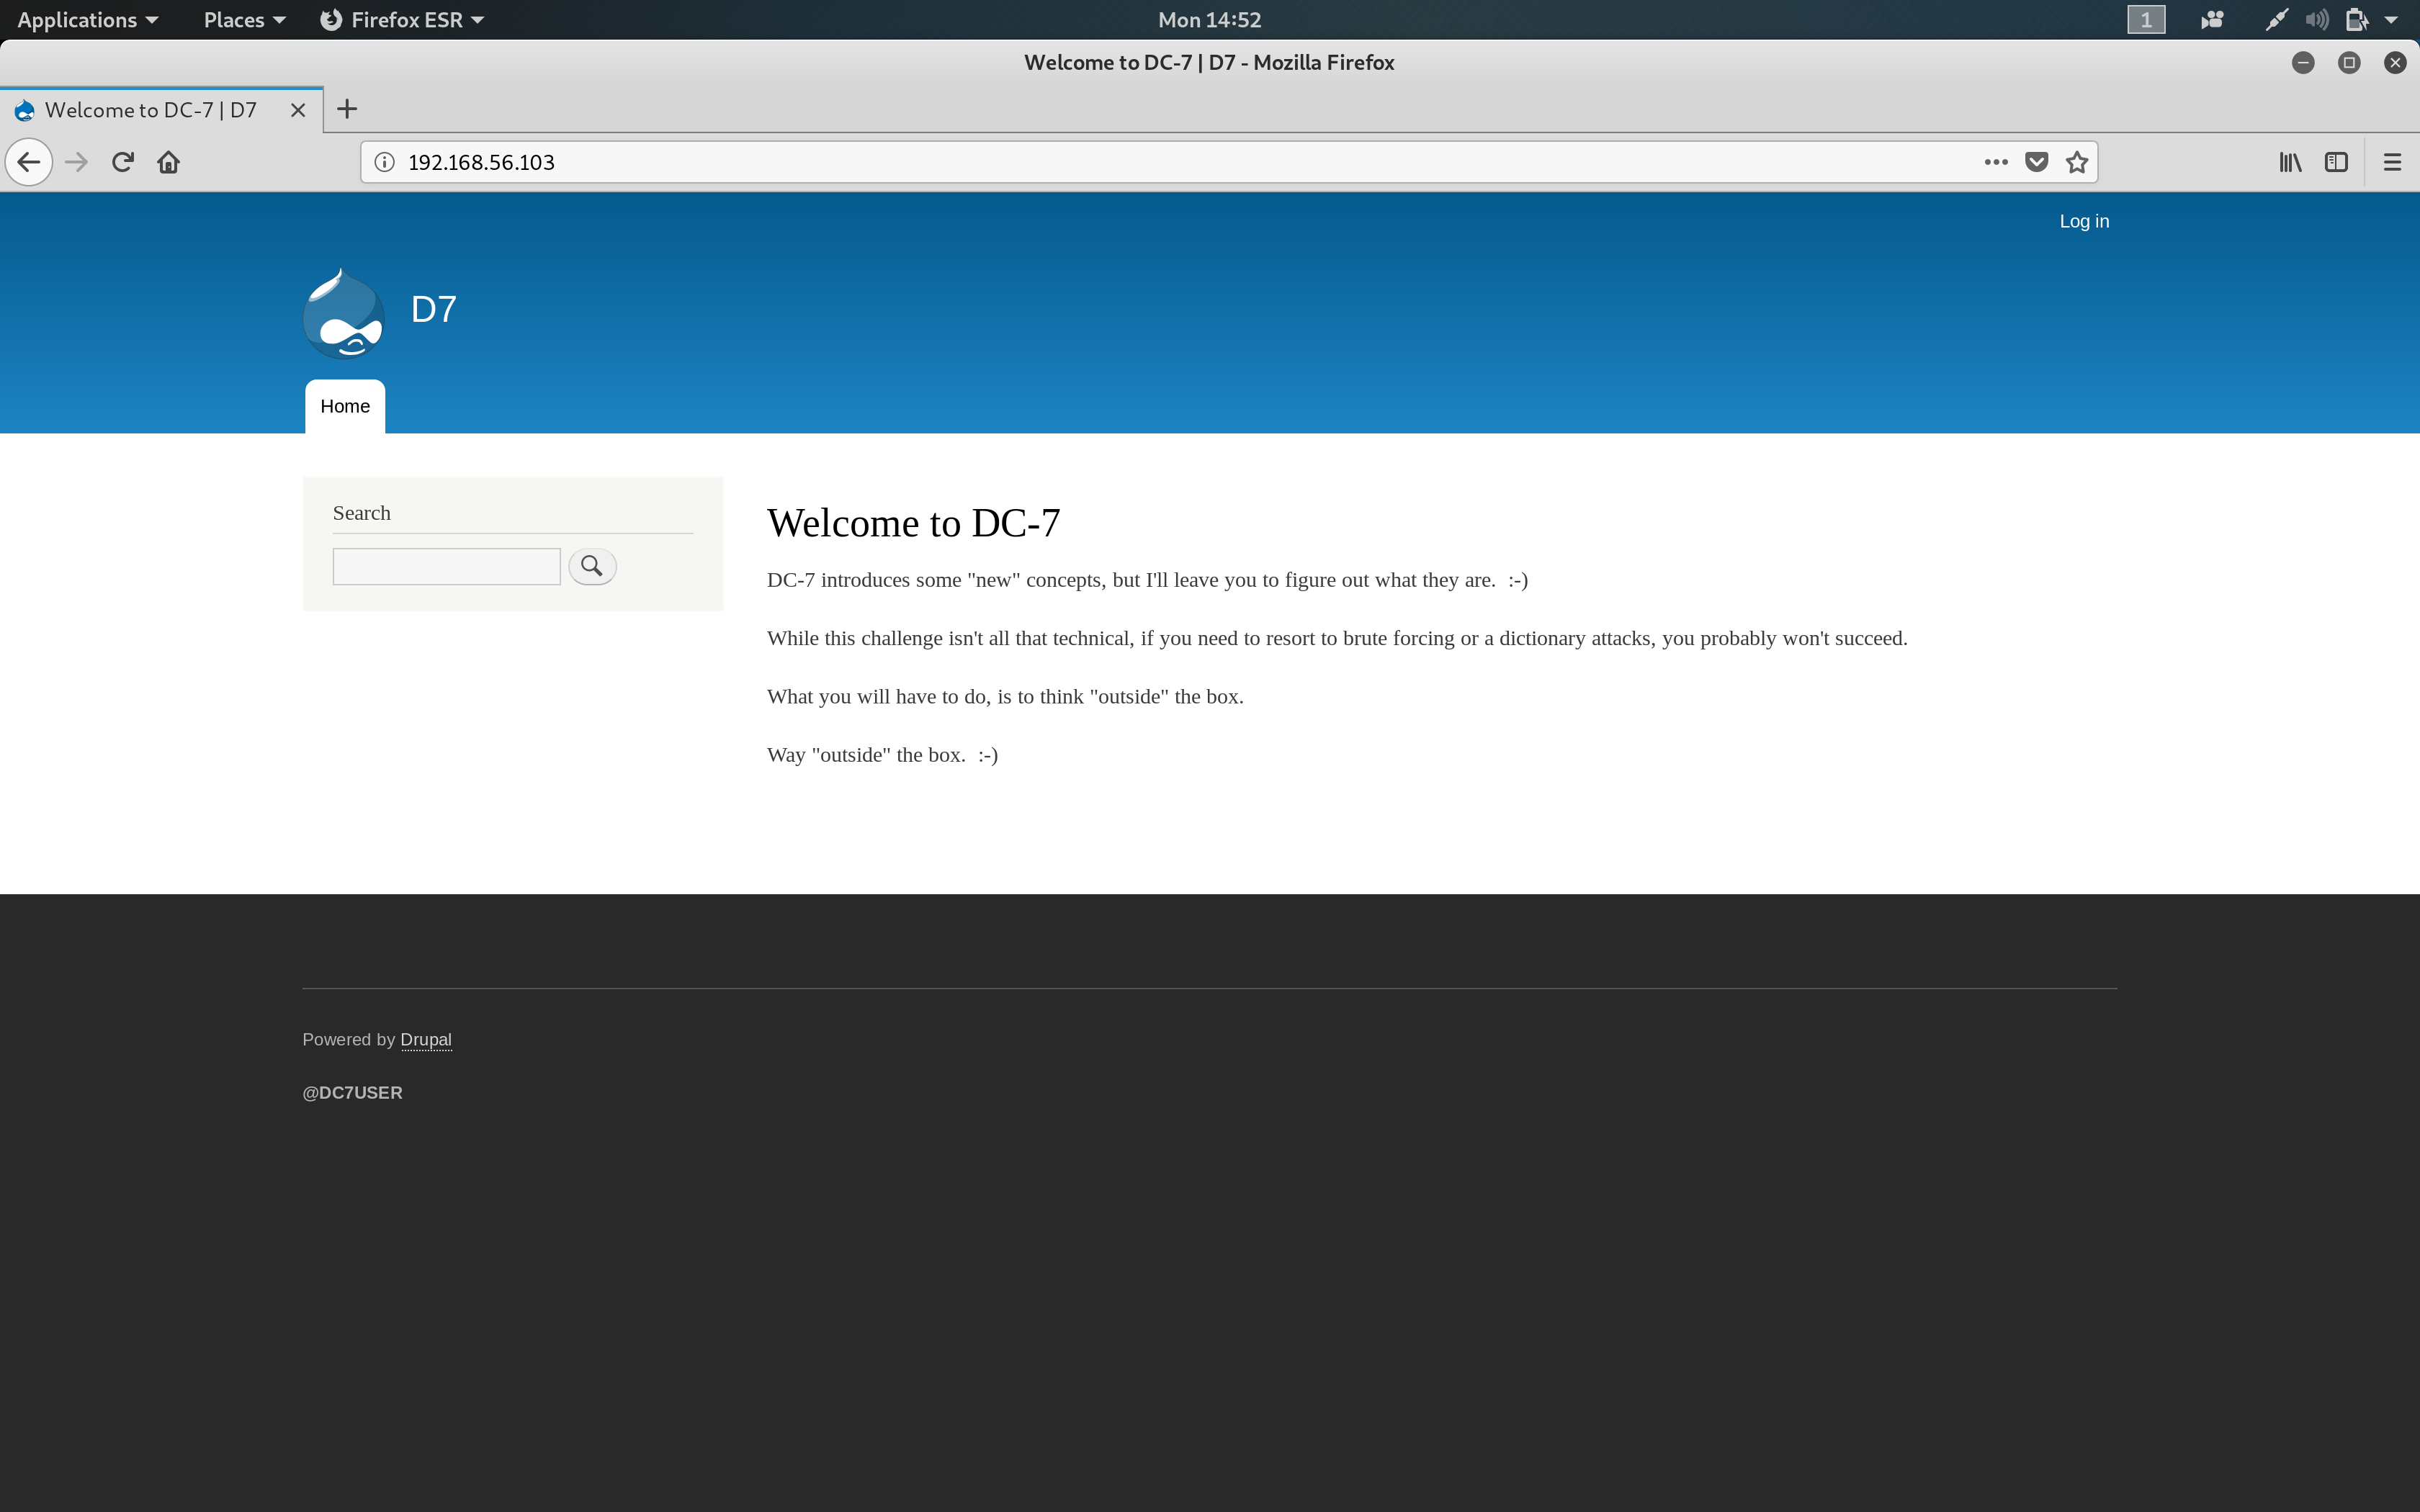 Applications Places Firefox ESR Mon 14:52 1
Welcome to DC-7 | D7 - Mozilla Firefox
Welcome to DC-7 | D7
192.168.56.103
Log in
D7
Home
Search
Welcome to DC-7
DC-7 introduces some "new" concepts, but I'll leave you to figure out what they are.  :-)
While this challenge isn't all that technical, if you need to resort to brute forcing or a dictionary attacks, you probably won't succeed.
What you will have to do, is to think "outside" the box.
Way "outside" the box.  :-)
Powered by Drupal
@DC7USER